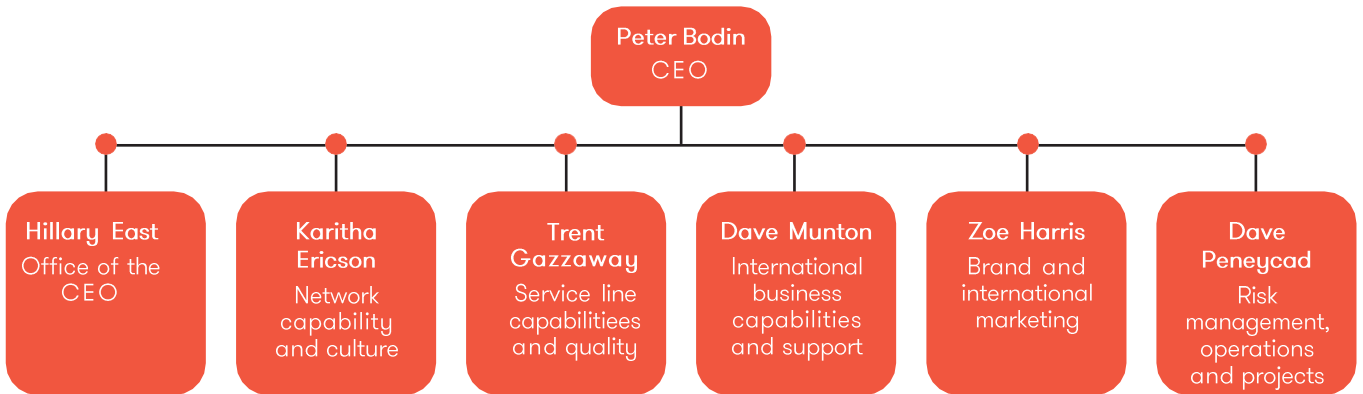 Peter Bodin
CEO
Hillary East
Office of the
CEO
Karitha
Ericson
Network
capability
and culture
Trent
Gazzaway
Service line
capabilitiees
and quality
Dave Munton
International
business
capabilities
and support
Zoe Harris
Brand and
international
marketing
Dave
Peneycad
Risk
management,
operations
and projects